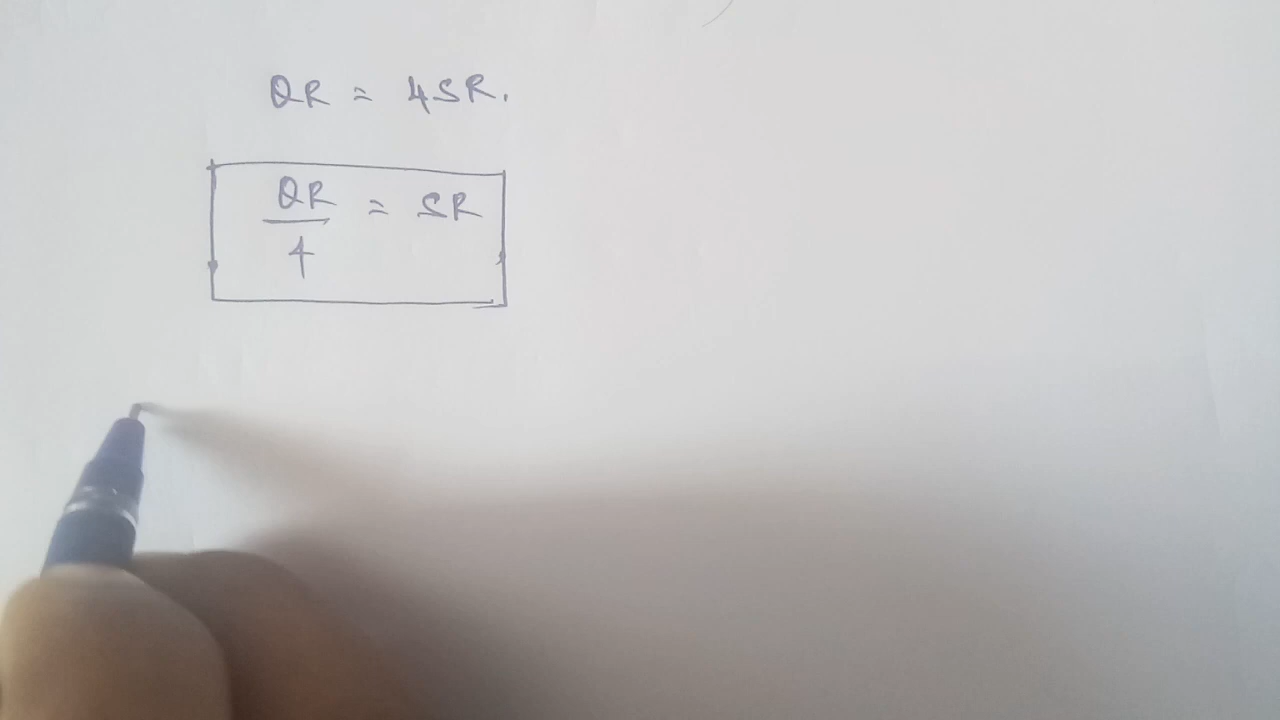 QR = 4SR.
QR/4 = SR